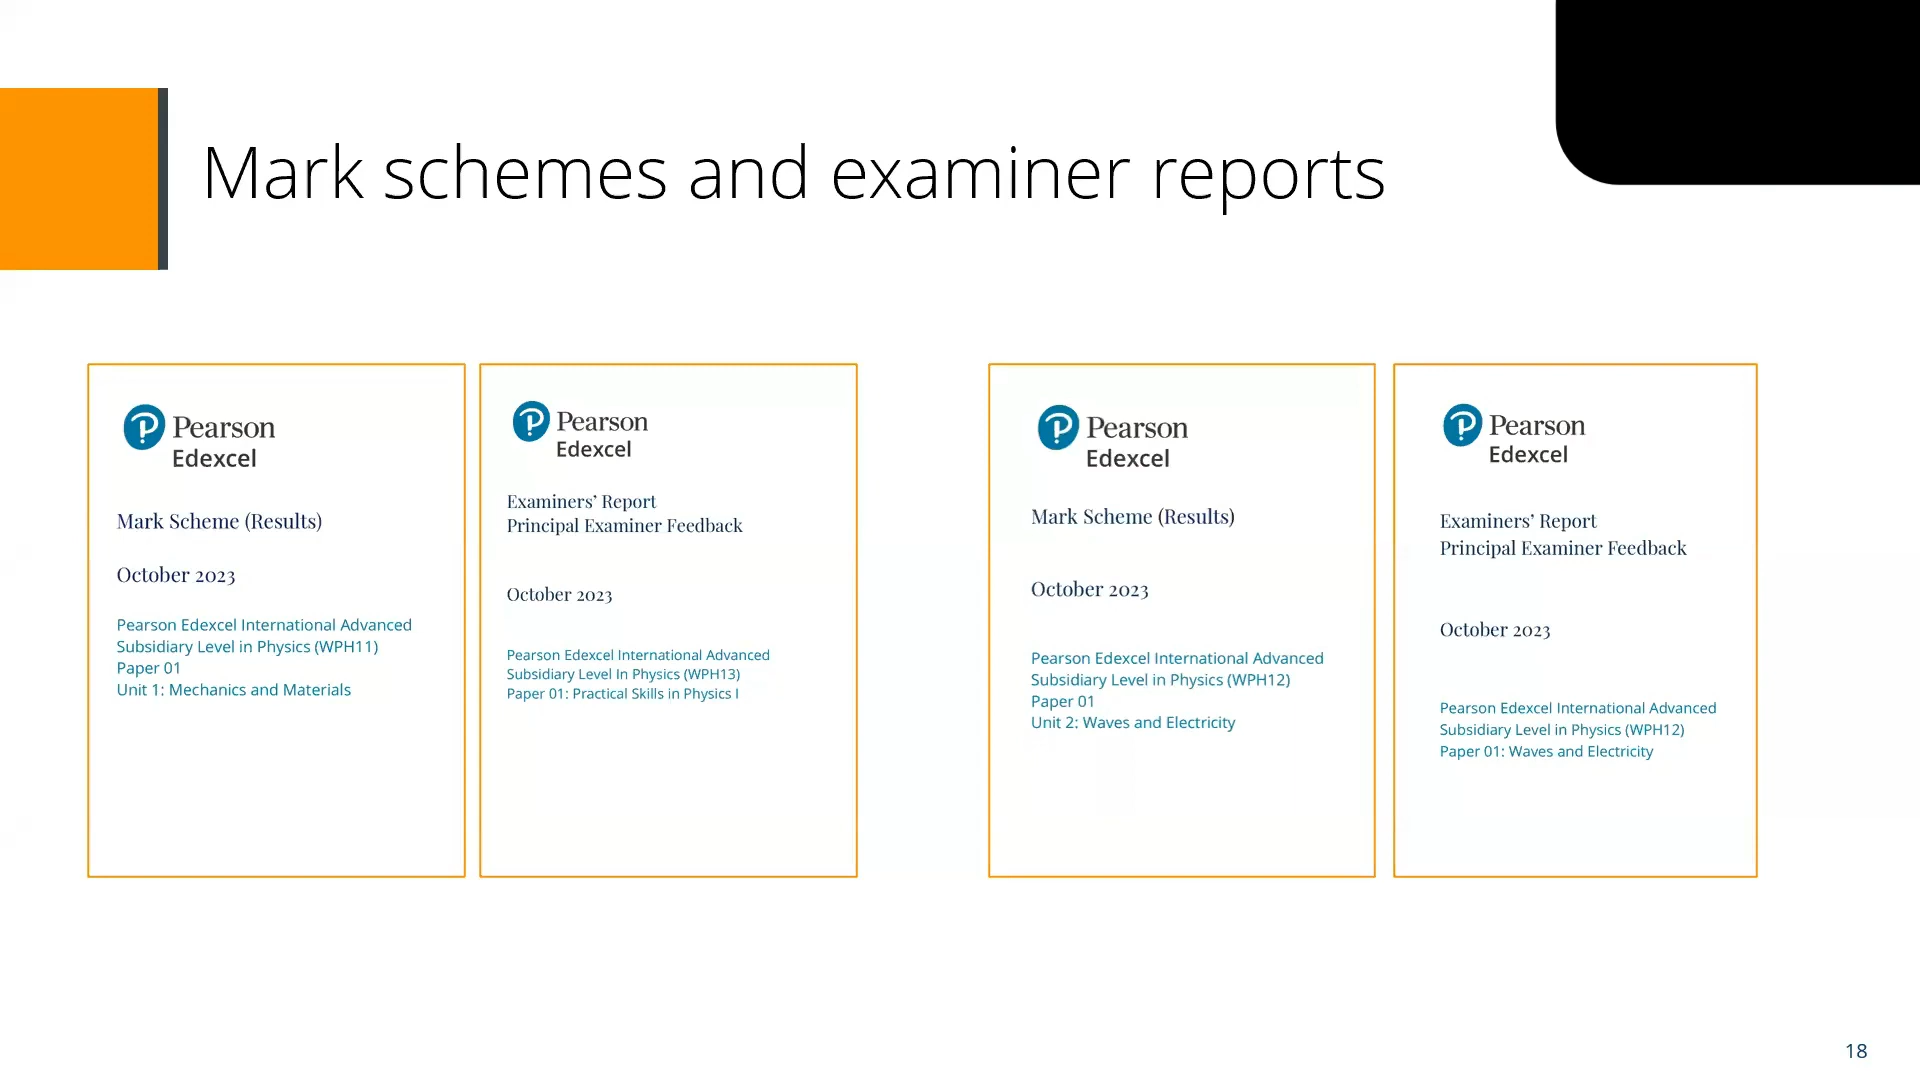 Mark schemes and examiner reports
Pearson
Edexcel
Mark Scheme (Results)
October 2023
Pearson Edexcel International Advanced
Subsidiary Level in Physics (WPH11)
Paper 01
Unit 1: Mechanics and Materials
Pearson
Edexcel
Examiners’ Report
Principal Examiner Feedback
October 2023
Pearson Edexcel International Advanced
Subsidiary Level In Physics (WPH13)
Paper 01: Practical Skills in Physics I
Pearson
Edexcel
Mark Scheme (Results)
October 2023
Pearson Edexcel International Advanced
Subsidiary Level in Physics (WPH12)
Paper 01
Unit 2: Waves and Electricity
Pearson
Edexcel
Examiners’ Report
Principal Examiner Feedback
October 2023
Pearson Edexcel International Advanced
Subsidiary Level in Physics (WPH12)
Paper 01: Waves and Electricity
18